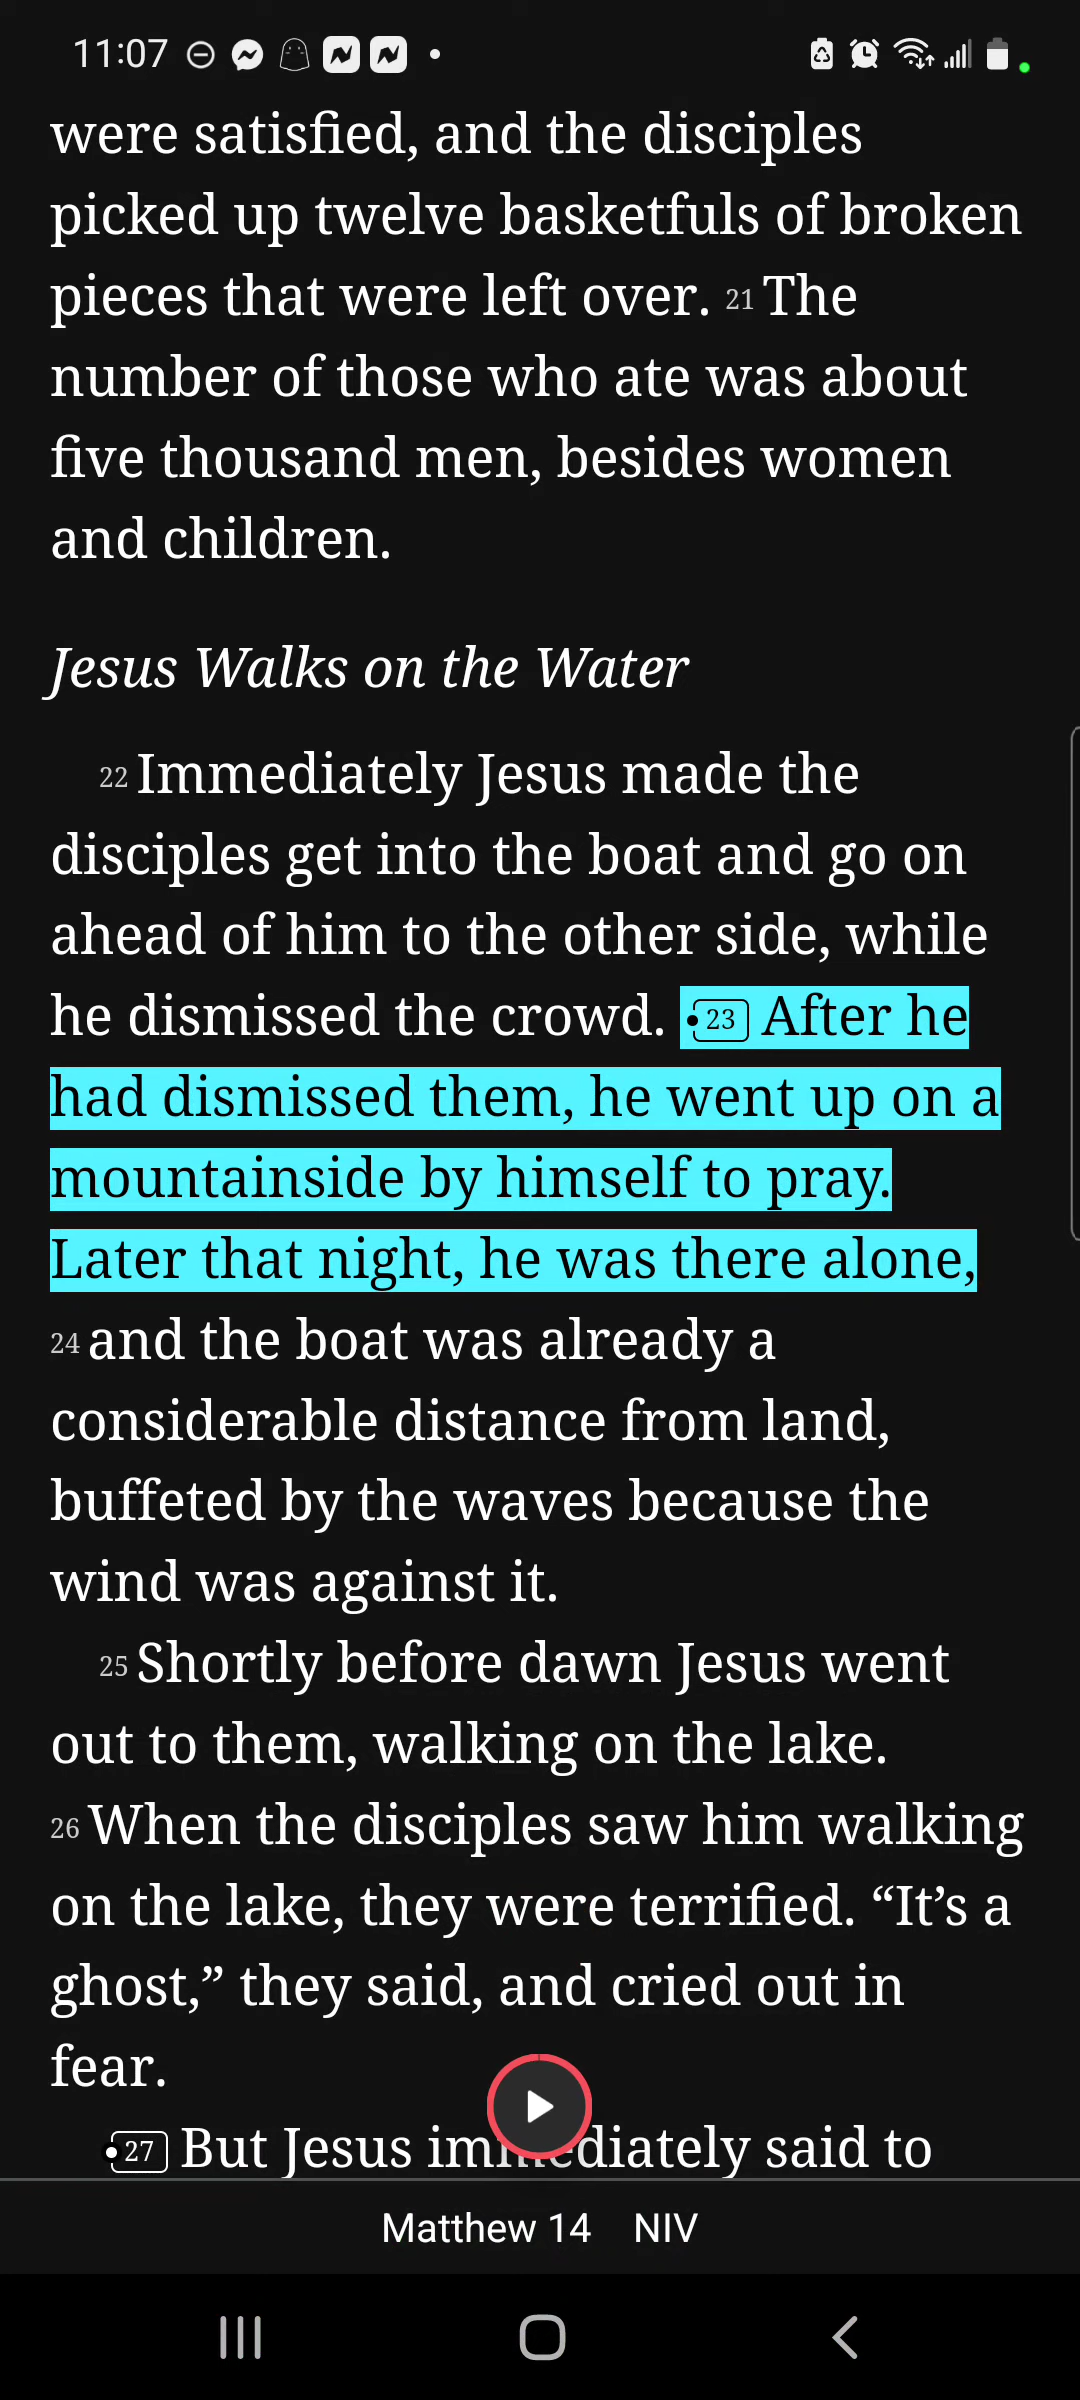 11:07
were satisfied, and the disciples
picked up twelve basketfuls of broken
pieces that were left over. 21 The
number of those who ate was about
five thousand men, besides women
and children.
Jesus Walks on the Water
22 Immediately Jesus made the
disciples get into the boat and go on
ahead of him to the other side, while
he dismissed the crowd. 23 After he
had dismissed them, he went up on a
mountainside by himself to pray.
Later that night, he was there alone,
24 and the boat was already a
considerable distance from land,
buffeted by the waves because the
wind was against it.
25 Shortly before dawn Jesus went
out to them, walking on the lake.
26 When the disciples saw him walking
on the lake, they were terrified. “It’s a
ghost,” they said, and cried out in
fear.
27 But Jesus immediately said to
Matthew 14 NIV